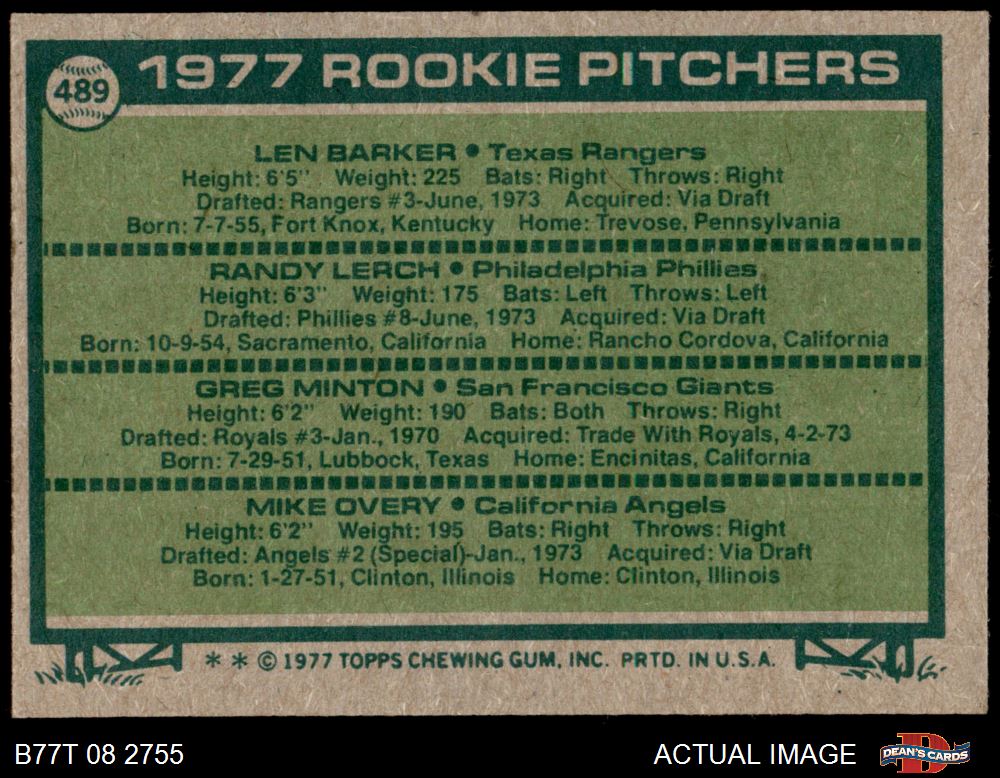 489
1977 ROOKIE PITCHERS
LEN BARKER • Texas Rangers
Height: 6'5" Weight: 225 Bats: Right Throws: Right
Drafted: Rangers #3-June, 1973 Acquired: Via Draft
Born: 7-7-55, Fort Knox, Kentucky Home: Trevose, Pennsylvania
RANDY LERCH • Philadelphia Phillies
Height: 6'3" Weight: 175 Bats: Left Throws: Left
Drafted: Phillies #8-June, 1973 Acquired: Via Draft
Born: 10-9-54, Sacramento, California Home: Rancho Cordova, California
GREG MINTON • San Francisco Giants
Height: 6'2" Weight: 190 Bats: Both Throws: Right
Drafted: Royals #3-Jan., 1970 Acquired: Trade With Royals, 4-2-73
Born: 7-29-51, Lubbock, Texas Home: Encinitas, California
MIKE OVERY • California Angels
Height: 6'2" Weight: 195 Bats: Right Throws: Right
Drafted: Angels #2 (Special)-Jan., 1973 Acquired: Via Draft
Born: 1-27-51, Clinton, Illinois Home: Clinton, Illinois
* * © 1977 TOPPS CHEWING GUM, INC. PRTD. IN U.S.A.
B77T 08 2755 ACTUAL IMAGE D DEAN'S CARDS